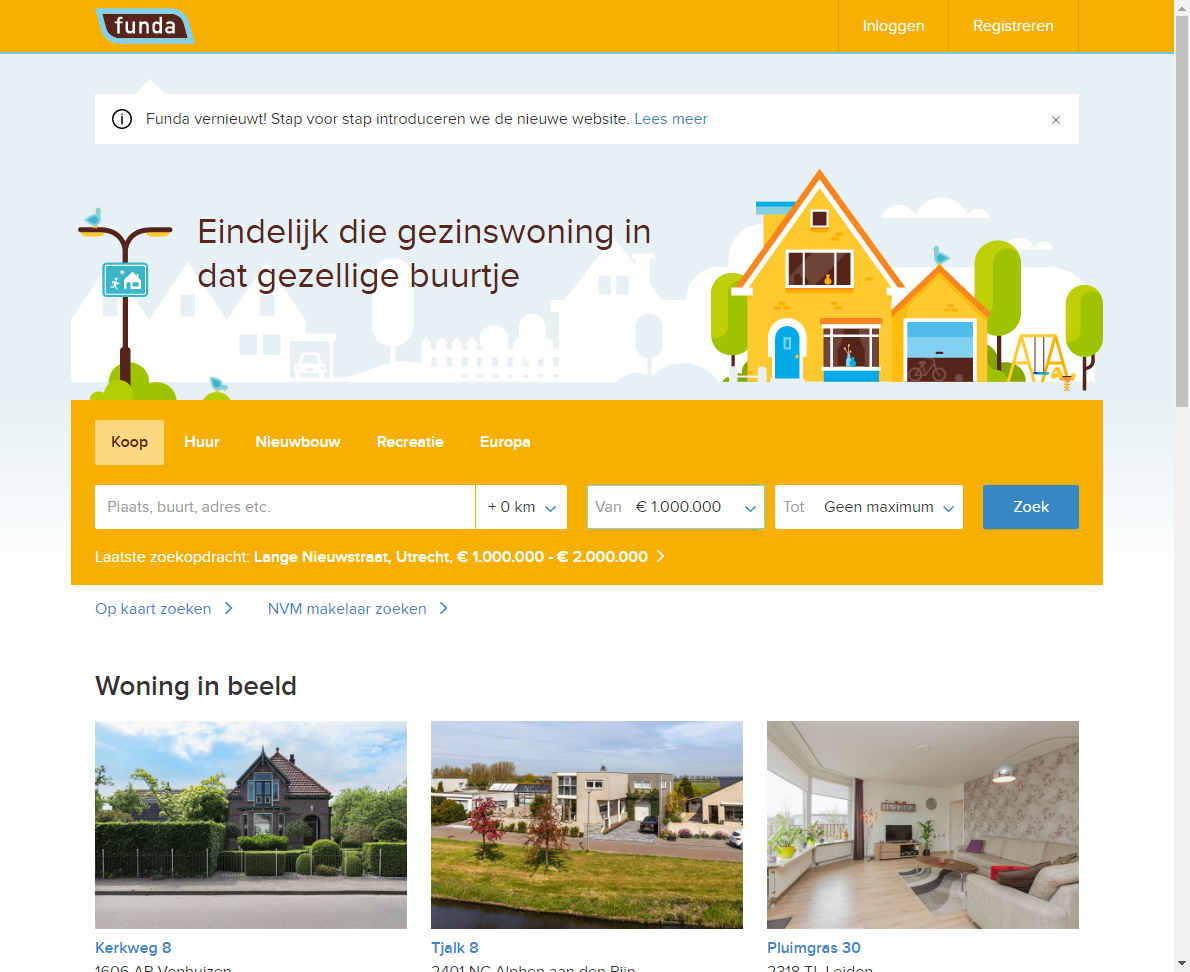 funda
Inloggen
Registreren
Funda vernieuwt! Stap voor stap introduceren we de nieuwe website. Lees meer
Eindelijk die gezinswoning in
dat gezellige buurtje
Koop
Huur
Nieuwbouw
Recreatie
Europa
Plaats, buurt, adres etc.
+ 0 km
Van € 1.000.000
Tot Geen maximum
Zoek
Laatste zoekopdracht: Lange Nieuwstraat, Utrecht, € 1.000.000 - € 2.000.000
Op kaart zoeken
NVM makelaar zoeken
Woning in beeld
Kerkweg 8
Tjalk 8
Pluimgras 30
1606 AB Venhuizen
2401 NC Alphen aan den Rijn
2318 TL Leiden